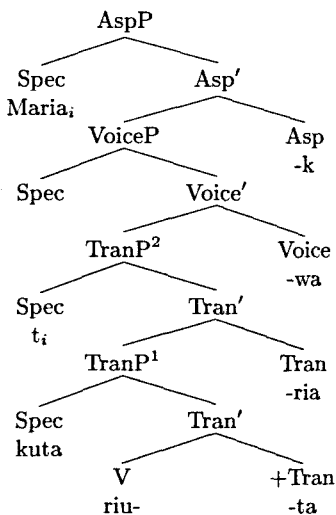 AspP
Spec Asp′
Maria_i
VoiceP Asp
-k
Spec Voice′
TranP² Voice
-wa
Spec Tran′
t_i
TranP¹ Tran
-ria
Spec Tran′
kuta
V +Tran
riu- -ta